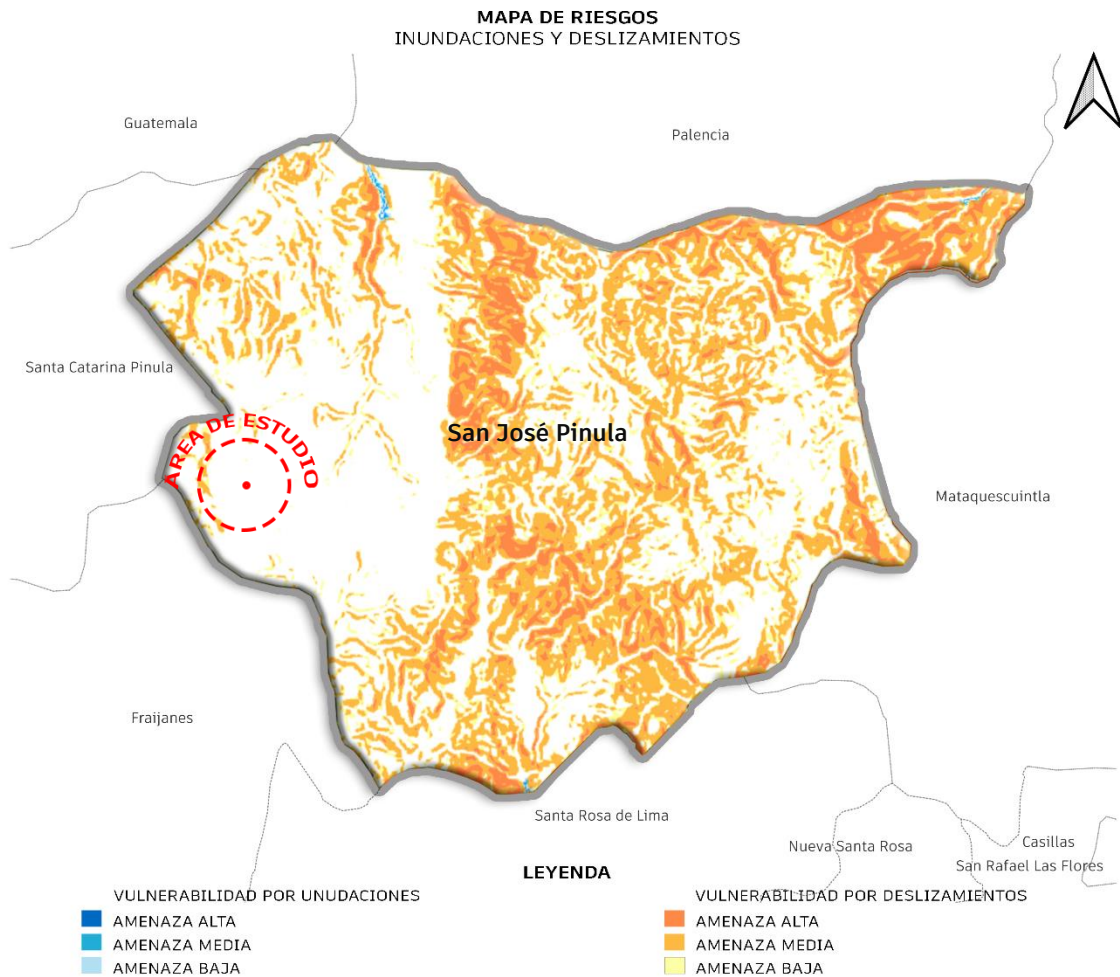 MAPA DE RIESGOS
INUNDACIONES Y DESLIZAMIENTOS
Guatemala
Palencia
Santa Catarina Pinula
ÁREA DE ESTUDIO
San José Pinula
Mataquescuintla
Fraijanes
Santa Rosa de Lima
Nueva Santa Rosa
Casillas
San Rafael Las Flores
LEYENDA
VULNERABILIDAD POR UNUDACIONES
AMENAZA ALTA
AMENAZA MEDIA
AMENAZA BAJA
VULNERABILIDAD POR DESLIZAMIENTOS
AMENAZA ALTA
AMENAZA MEDIA
AMENAZA BAJA